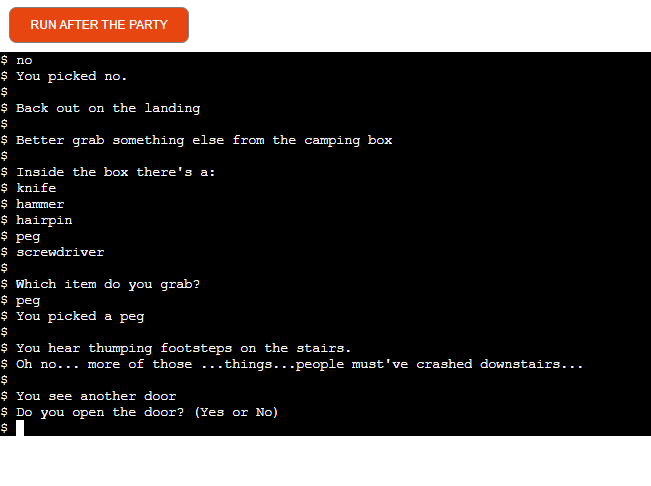 RUN AFTER THE PARTY
$ no
$ You picked no.
$
$ Back out on the landing
$
$ Better grab something else from the camping box
$
$ Inside the box there's a:
$ knife
$ hammer
$ hairpin
$ peg
$ screwdriver
$
$ Which item do you grab?
$ peg
$ You picked a peg
$
$ You hear thumping footsteps on the stairs.
$ Oh no... more of those ...things...people must've crashed downstairs...
$
$ You see another door
$ Do you open the door? (Yes or No)
$